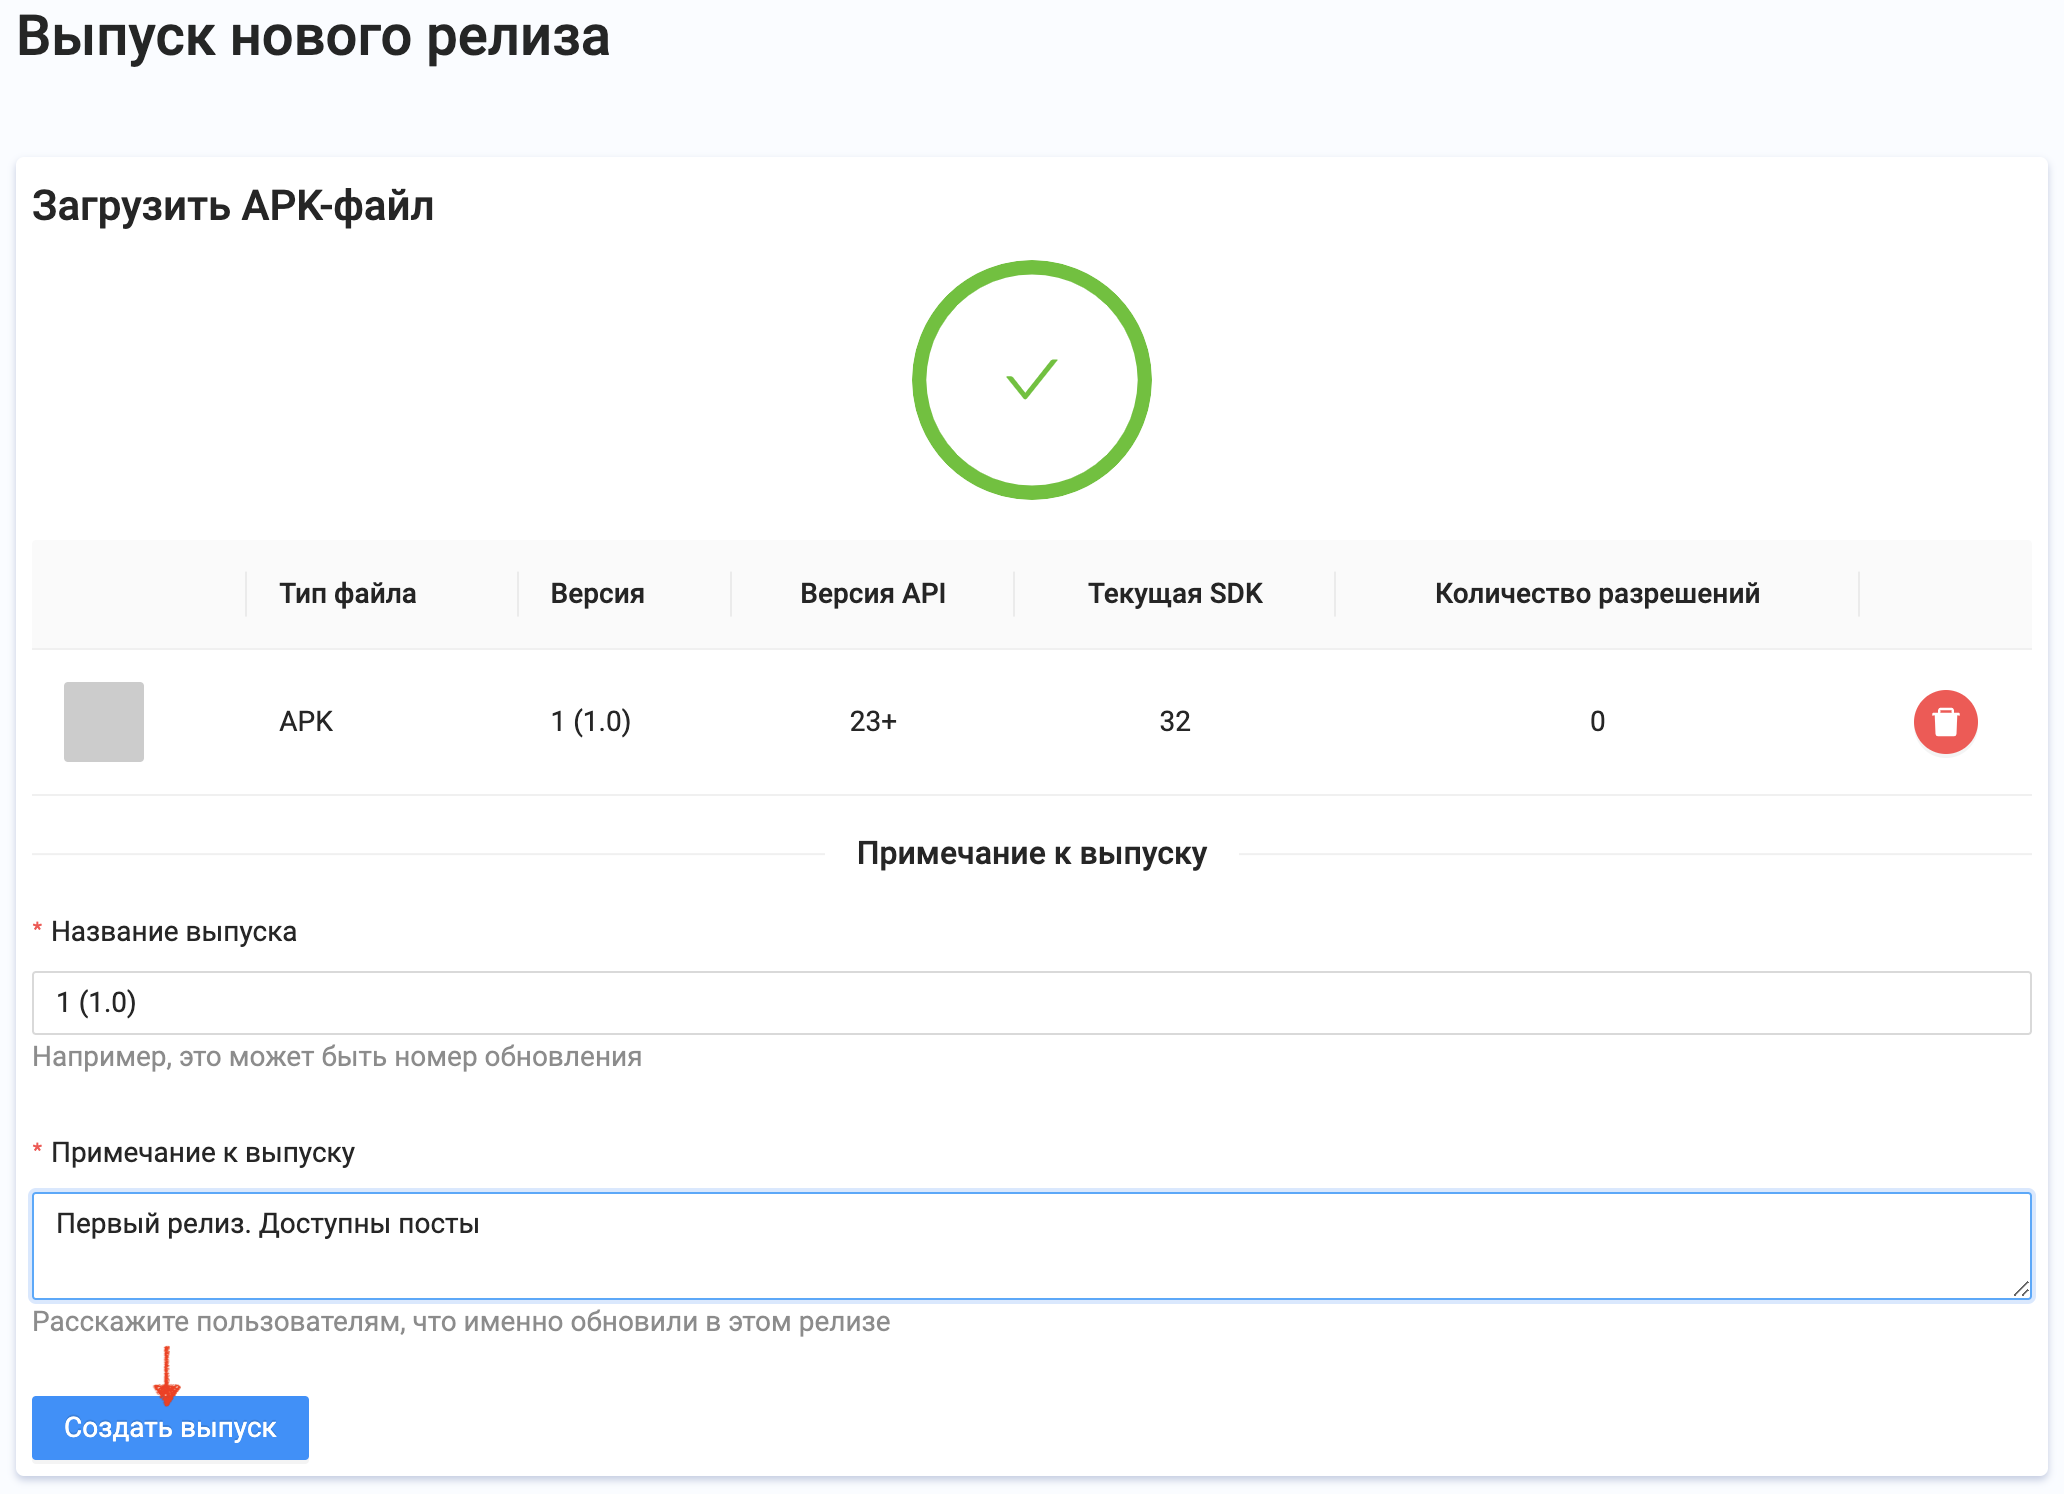 Выпуск нового релиза
Загрузить APK-файл
Тип файла Версия Версия API Текущая SDK Количество разрешений
APK 1 (1.0) 23+ 32 0
Примечание к выпуску
* Название выпуска
1 (1.0)
Например, это может быть номер обновления
* Примечание к выпуску
Первый релиз. Доступны посты
Расскажите пользователям, что именно обновили в этом релизе
Создать выпуск